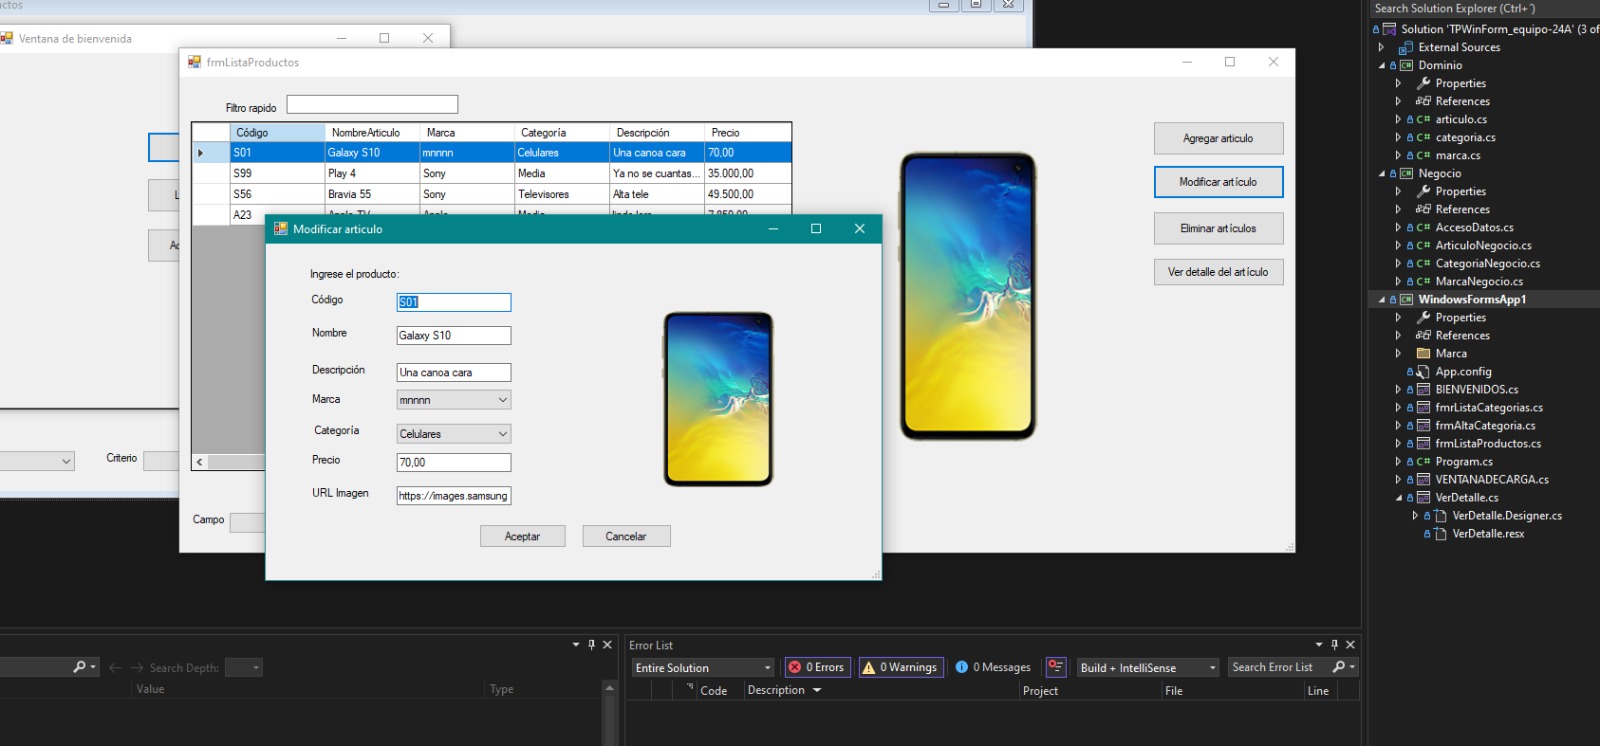 ctos
Ventana de bienvenida
Criterio
frmListaProductos
Filtro rapido
Código NombreArticulo Marca Categoría Descripción Precio
S01 Galaxy S10 mnnnn Celulares Una canoa cara 70,00
S99 Play 4 Sony Media Ya no se cuantas... 35.000,00
S56 Bravia 55 Sony Televisores Alta tele 49.500,00
A23
Campo
Agregar articulo
Modificar artículo
Eliminar artículos
Ver detalle del artículo
Modificar articulo
Ingrese el producto:
Código S01
Nombre Galaxy S10
Descripción Una canoa cara
Marca mnnnn
Categoría Celulares
Precio 70,00
URL Imagen https://images.samsung
Aceptar Cancelar
Search Solution Explorer (Ctrl+´)
Solution 'TPWinForm_equipo-24A' (3 of
External Sources
Dominio
Properties
References
articulo.cs
categoria.cs
marca.cs
Negocio
Properties
References
AccesoDatos.cs
ArticuloNegocio.cs
CategoriaNegocio.cs
MarcaNegocio.cs
WindowsFormsApp1
Properties
References
Marca
App.config
BIENVENIDOS.cs
fmrListaCategorias.cs
frmAltaCategoria.cs
frmListaProductos.cs
Program.cs
VENTANADECARGA.cs
VerDetalle.cs
VerDetalle.Designer.cs
VerDetalle.resx
Search Depth:
Value Type
Error List
Entire Solution 0 Errors 0 Warnings 0 Messages Build + IntelliSense Search Error List
Code Description Project File Line